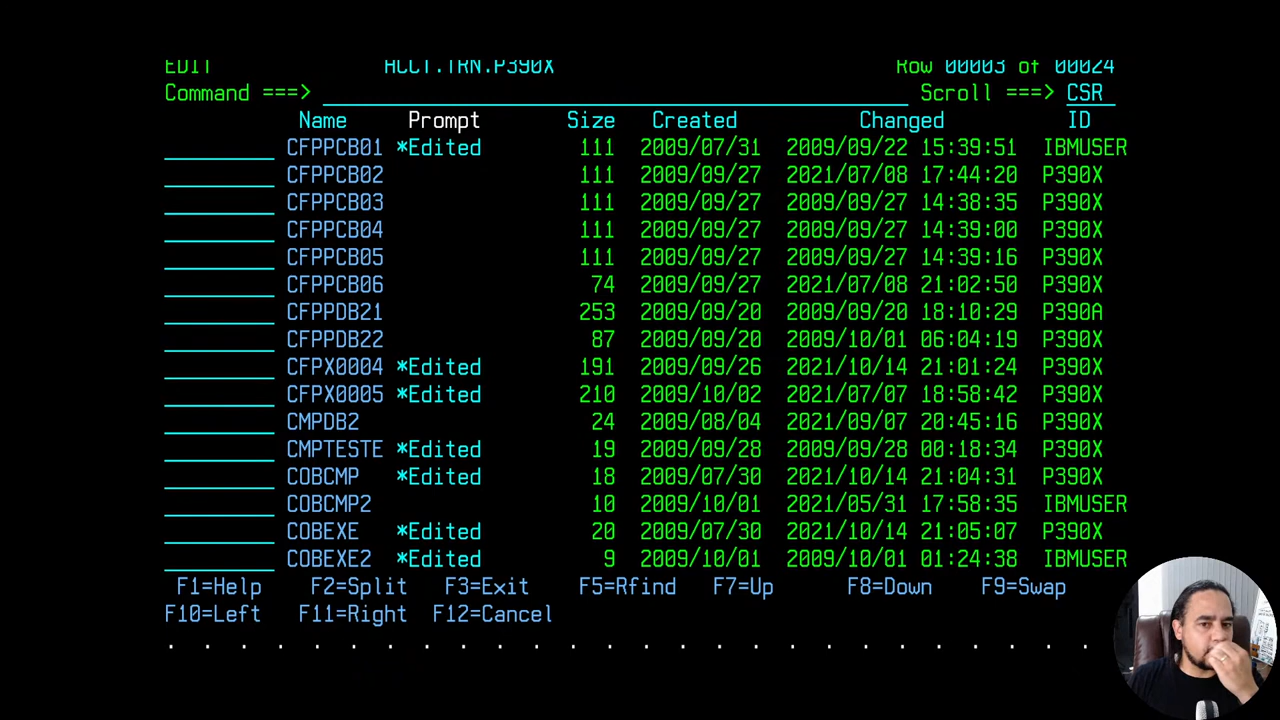 EDIT ACCT.TRN.P390X Row 00003 of 00024
Command ===> Scroll ===> CSR
Name Prompt Size Created Changed ID
CFPPCB01 *Edited 111 2009/07/31 2009/09/22 15:39:51 IBMUSER
CFPPCB02 111 2009/09/27 2021/07/08 17:44:20 P390X
CFPPCB03 111 2009/09/27 2009/09/27 14:38:35 P390X
CFPPCB04 111 2009/09/27 2009/09/27 14:39:00 P390X
CFPPCB05 111 2009/09/27 2009/09/27 14:39:16 P390X
CFPPCB06 74 2009/09/27 2021/07/08 21:02:50 P390X
CFPPDB21 253 2009/09/20 2009/09/20 18:10:29 P390A
CFPPDB22 87 2009/09/20 2009/10/01 06:04:19 P390X
CFPX0004 *Edited 191 2009/09/26 2021/10/14 21:01:24 P390X
CFPX0005 *Edited 210 2009/10/02 2021/07/07 18:58:42 P390X
CMPDB2 24 2009/08/04 2021/09/07 20:45:16 P390X
CMPTESTE *Edited 19 2009/09/28 2009/09/28 00:18:34 P390X
COBCMP *Edited 18 2009/07/30 2021/10/14 21:04:31 P390X
COBCMP2 10 2009/10/01 2021/05/31 17:58:35 IBMUSER
COBEXE *Edited 20 2009/07/30 2021/10/14 21:05:07 P390X
COBEXE2 *Edited 9 2009/10/01 2009/10/01 01:24:38 IBMUSER
F1=Help F2=Split F3=Exit F5=Rfind F7=Up F8=Down F9=Swap
F10=Left F11=Right F12=Cancel